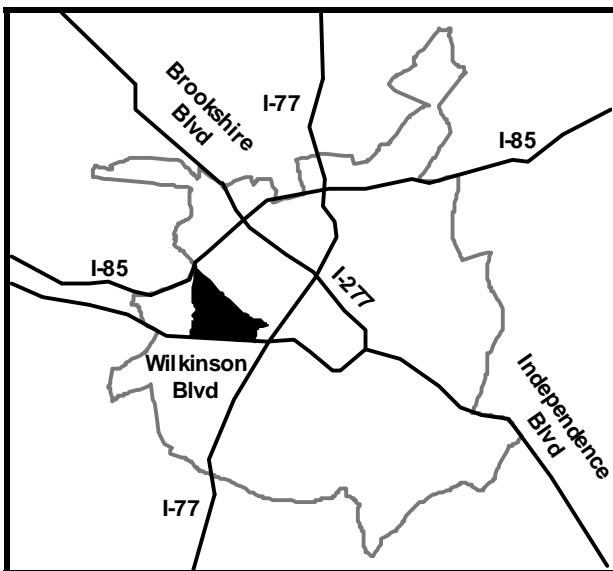 Brookshire
Blvd
I-77
I-85
I-85
I-277
Wilkinson
Blvd
Independence
Blvd
I-77